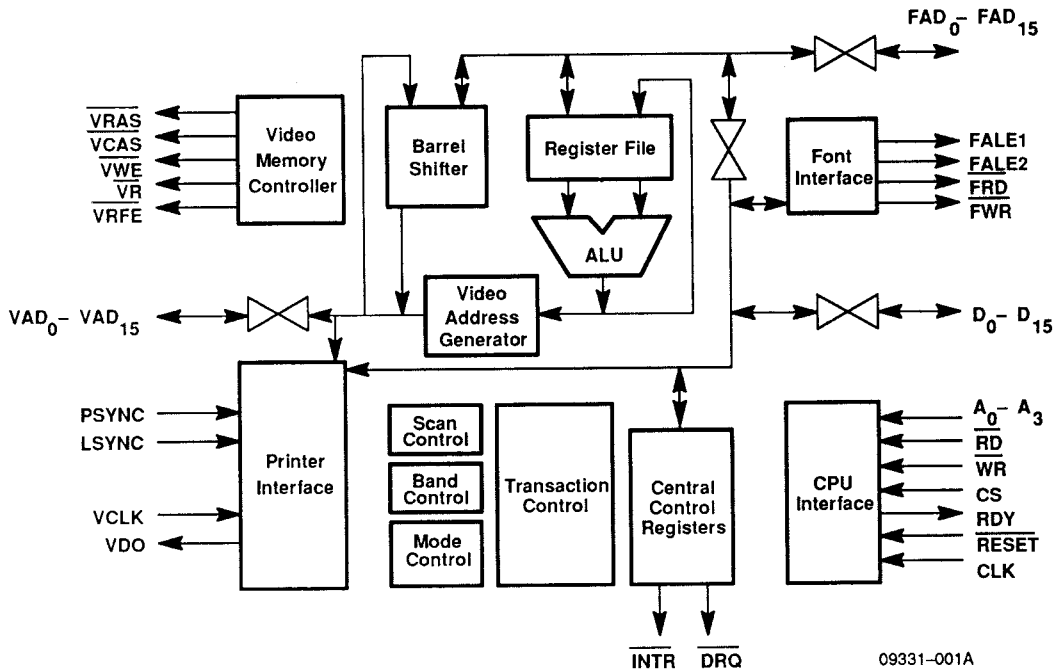 FAD0– FAD15
VRAS
VCAS
VWE
VR
VRFE
Video
Memory
Controller
Barrel
Shifter
Register File
Font
Interface
FALE1
FALE2
FRD
FWR
ALU
VAD0– VAD15
Video
Address
Generator
D0– D15
PSYNC
LSYNC
VCLK
VDO
Printer
Interface
Scan
Control
Band
Control
Mode
Control
Transaction
Control
Central
Control
Registers
CPU
Interface
A0– A3
RD
WR
CS
RDY
RESET
CLK
INTR
DRQ
09331–001A